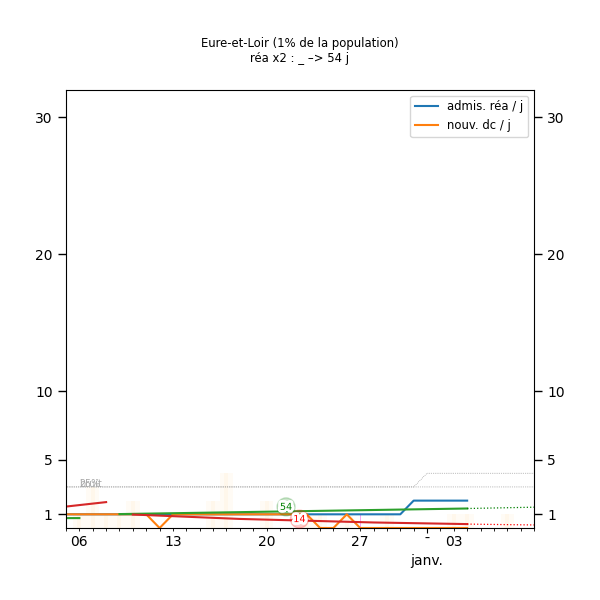 Eure-et-Loir (1% de la population)
réa x2 : _ –> 54 j
admis. réa / j
nouv. dc / j
30 30
20 20
10 10
5 5
54
14
1 1
06 13 20 27 - 03
janv.